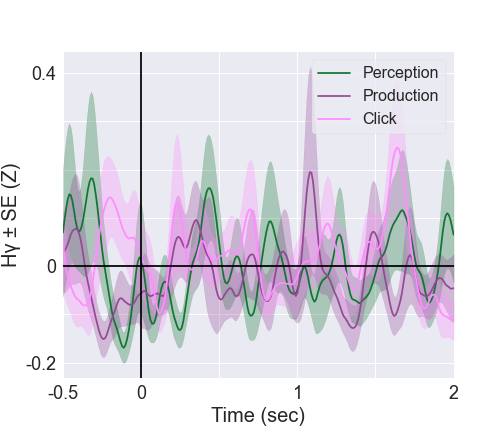 Perception
Production
Click
0.4
0
-0.2
Hγ ± SE (Z)
-0.5
0
1
2
Time (sec)